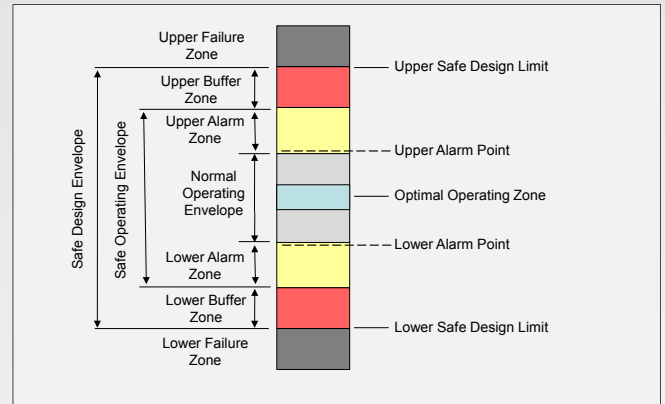 Upper Failure
Zone
Upper Safe Design Limit
Upper Buffer
Zone
Upper Alarm
Zone
Upper Alarm Point
Normal
Operating
Envelope
Optimal Operating Zone
Safe Design Envelope
Safe Operating Envelope
Lower Alarm Point
Lower Alarm
Zone
Lower Buffer
Zone
Lower Safe Design Limit
Lower Failure
Zone